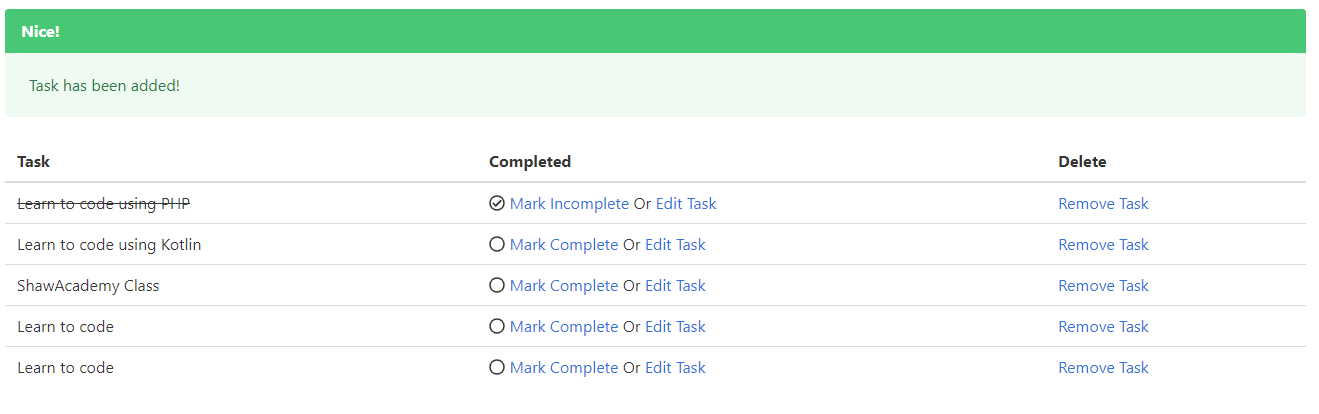 Nice!
Task has been added!
Task Completed Delete
Learn to code using PHP Mark Incomplete Or Edit Task Remove Task
Learn to code using Kotlin Mark Complete Or Edit Task Remove Task
ShawAcademy Class Mark Complete Or Edit Task Remove Task
Learn to code Mark Complete Or Edit Task Remove Task
Learn to code Mark Complete Or Edit Task Remove Task